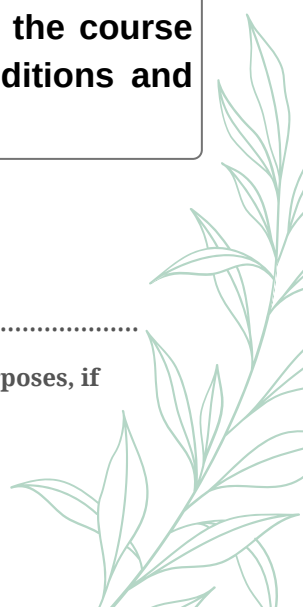 the course
ditions and
...................
poses, if